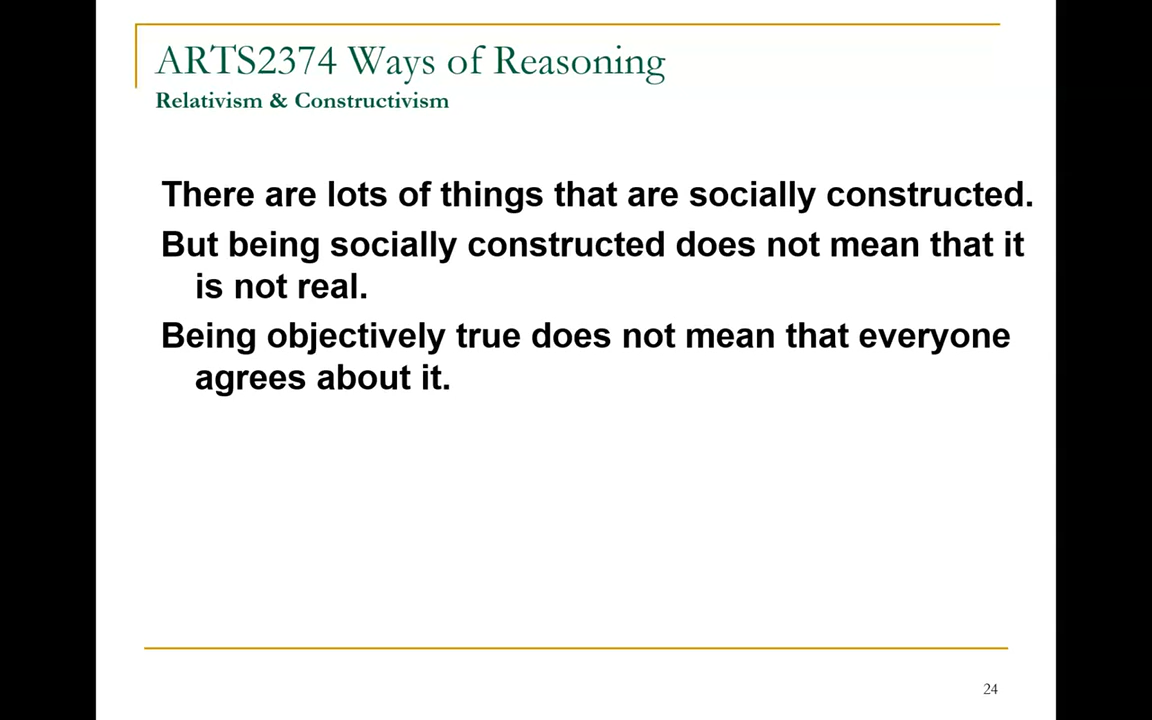 ARTS2374 Ways of Reasoning
Relativism & Constructivism
There are lots of things that are socially constructed.
But being socially constructed does not mean that it
is not real.
Being objectively true does not mean that everyone
agrees about it.
24